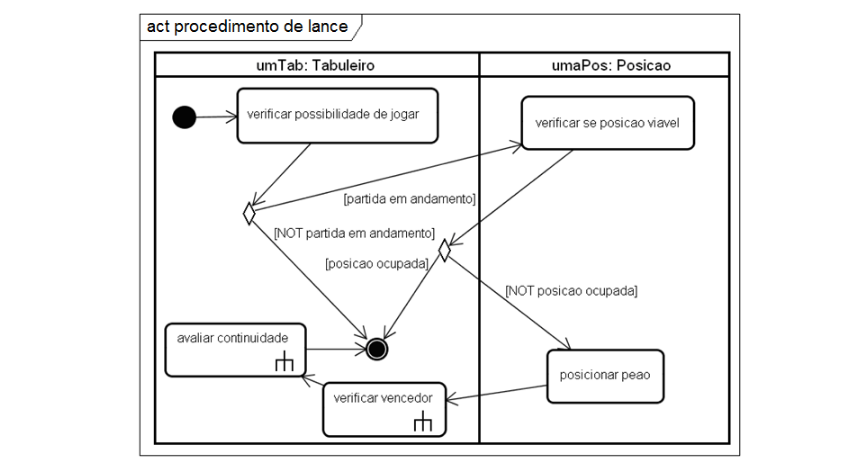 act procedimento de lance
umTab: Tabuleiro
umaPos: Posicao
verificar possibilidade de jogar
verificar se posicao viavel
[partida em andamento]
[NOT partida em andamento]
[posicao ocupada]
[NOT posicao ocupada]
avaliar continuidade
posicionar peao
verificar vencedor